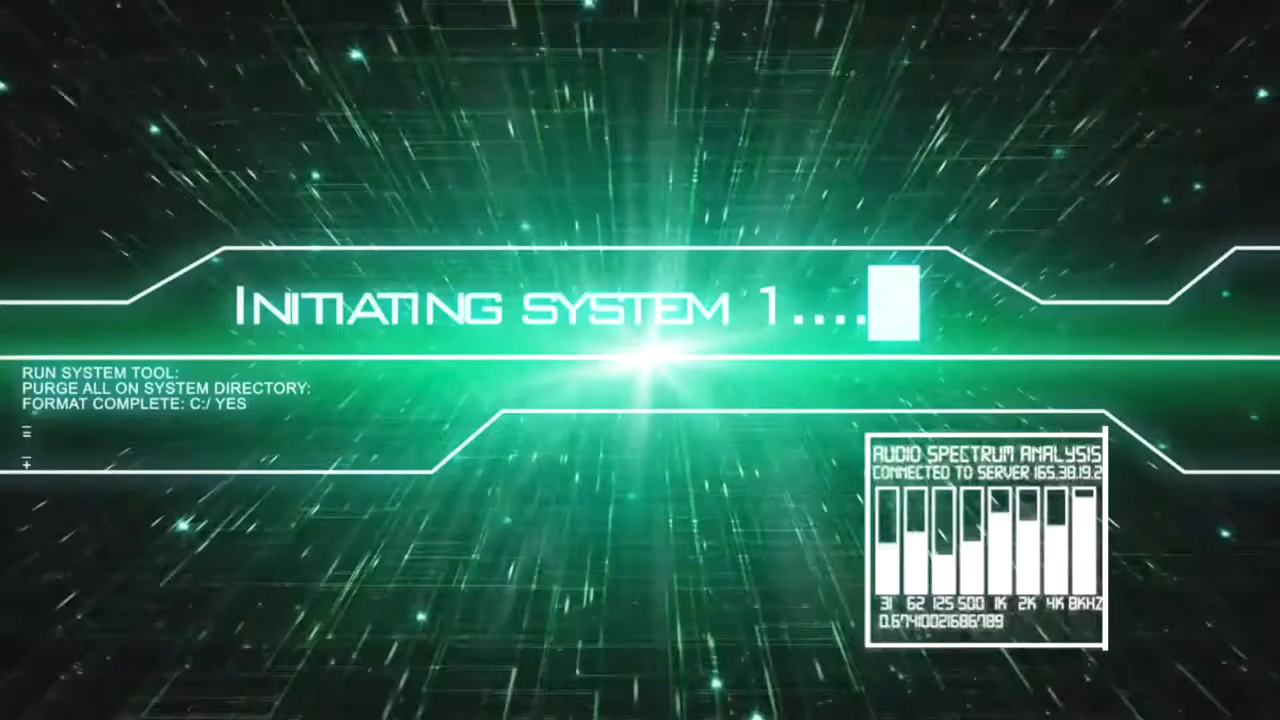 Initiating system 1....
RUN SYSTEM TOOL:
PURGE ALL ON SYSTEM DIRECTORY:
FORMAT COMPLETE: C:/ YES
AUDIO SPECTRUM ANALYSIS
CONNECTED TO SERVER 165.38.19.2
31 62 125 500 1K 2K 4K 8KHZ
0.67410021686789